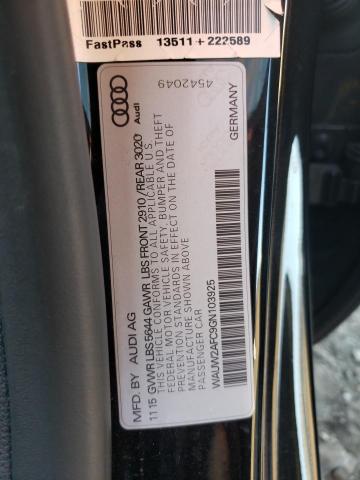 FastPass 13511+222589
Audi
4542049
GERMANY
MFD. BY AUDI AG
11 15 GVWR LBS 5644 GAWR LBS FRONT 2910 / REAR 3020
THIS VEHICLE CONFORMS TO ALL APPLICABLE U.S.
FEDERAL MOTOR VEHICLE SAFETY, BUMPER AND THEFT
PREVENTION STANDARDS IN EFFECT ON THE DATE OF
MANUFACTURE SHOWN ABOVE
PASSENGER CAR
WAUW2AFC9GN103925